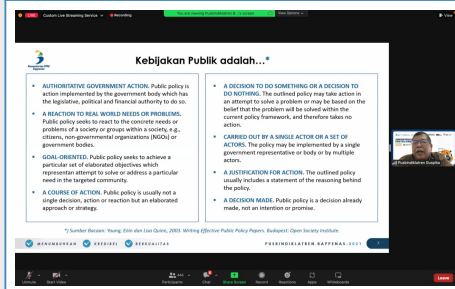 LIVE Custom Live Streaming Service
Recording
You are viewing Pusbindiklatren B...'s screen
View Options
View
Kebijakan Publik adalah...*
AUTHORITATIVE GOVERNMENT ACTION. Public policy is
action implemented by the government body which has
the legislative, political and financial authority to do so.
A REACTION TO REAL WORLD NEEDS OR PROBLEMS.
Public policy seeks to react to the concrete needs or
problems of a society or groups within a society, e.g.,
citizens, non-governmental organizations (NGOs) or
government bodies.
GOAL-ORIENTED. Public policy seeks to achieve a
particular set of elaborated objectives which
represent an attempt to solve or address a particular
need in the targeted community.
A COURSE OF ACTION. Public policy is usually not a
single decision, action or reaction but an elaborated
approach or strategy.
A DECISION TO DO SOMETHING OR A DECISION TO
DO NOTHING. The outlined policy may take action in
an attempt to solve a problem or may be based on the
belief that the problem will be solved within the
current policy framework, and therefore takes no
action.
CARRIED OUT BY A SINGLE ACTOR OR A SET OF
ACTORS. The policy may be implemented by a single
government representative or body or by multiple
actors.
A JUSTIFICATION FOR ACTION. The outlined policy
usually includes a statement of the reasoning behind
the policy.
A DECISION MADE. Public policy is a decision already
made, not an intention or promise.
*) Sumber Bacaan: Young, Eóin dan Lisa Quinn, 2003. Writing Effective Public Policy Papers. Budapest: Open Society Institute.
MENUMBUHKAN KREDIBEL BERKUALITAS
PUSBINDIKLATREN BAPPENAS-2021
Unmute
Start Video
Participants
Chat
Share Screen
Record
Reactions
Apps
Whiteboards
Leave